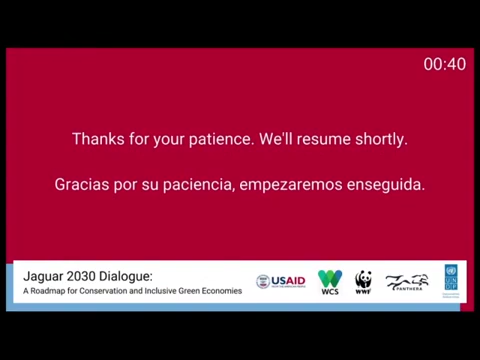 00:40
Thanks for your patience. We'll resume shortly.
Gracias por su paciencia, empezaremos enseguida.
Jaguar 2030 Dialogue:
A Roadmap for Conservation and Inclusive Green Economies
USAID
WCS
WWF
PANTHERA